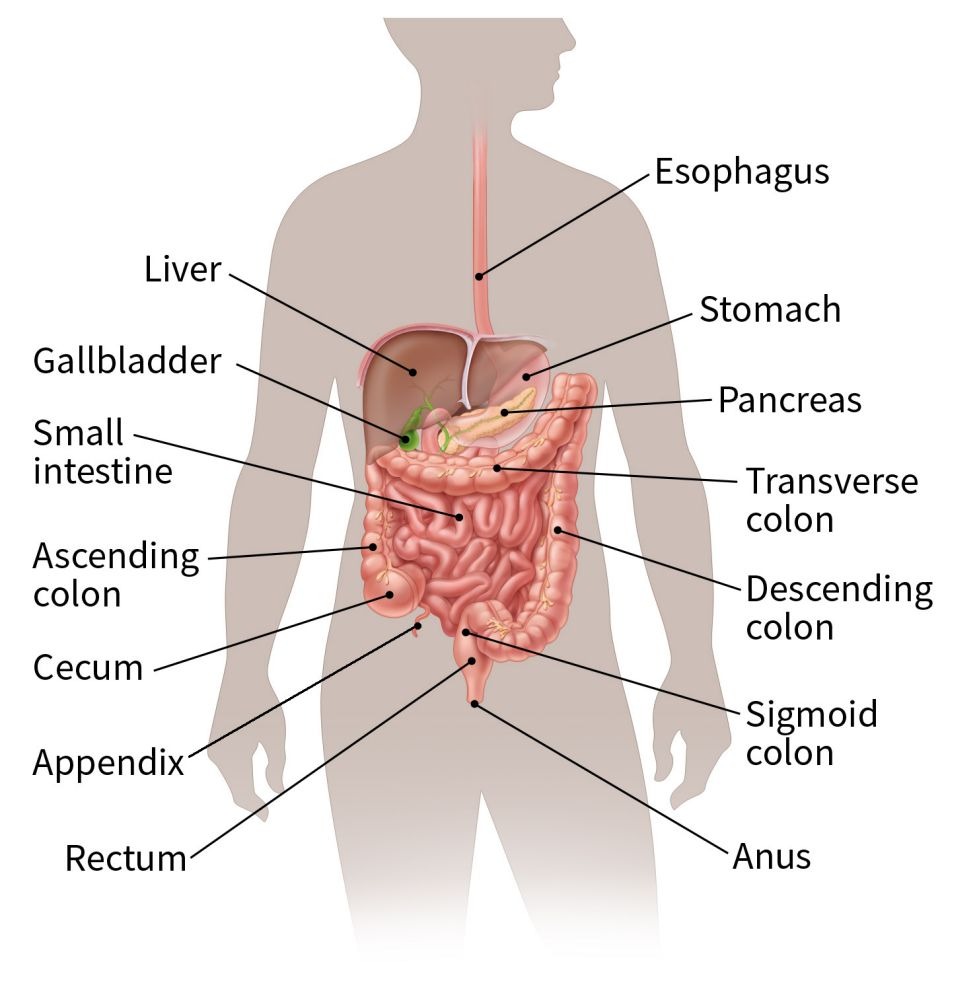 Esophagus
Liver
Stomach
Gallbladder
Pancreas
Small
intestine
Transverse
colon
Ascending
colon
Descending
colon
Cecum
Sigmoid
colon
Appendix
Rectum
Anus